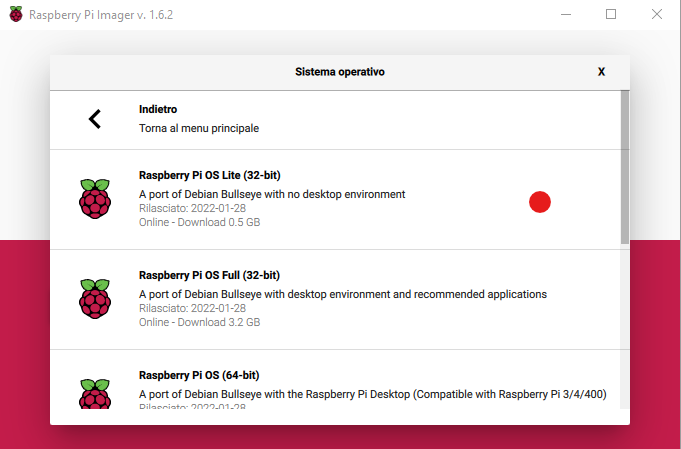 Raspberry Pi Imager v. 1.6.2
Sistema operativo
X
Indietro
Torna al menu principale
Raspberry Pi OS Lite (32-bit)
A port of Debian Bullseye with no desktop environment
Rilasciato: 2022-01-28
Online - Download 0.5 GB
Raspberry Pi OS Full (32-bit)
A port of Debian Bullseye with desktop environment and recommended applications
Rilasciato: 2022-01-28
Online - Download 3.2 GB
Raspberry Pi OS (64-bit)
A port of Debian Bullseye with the Raspberry Pi Desktop (Compatible with Raspberry Pi 3/4/400)
Rilasciato: 2022-01-28